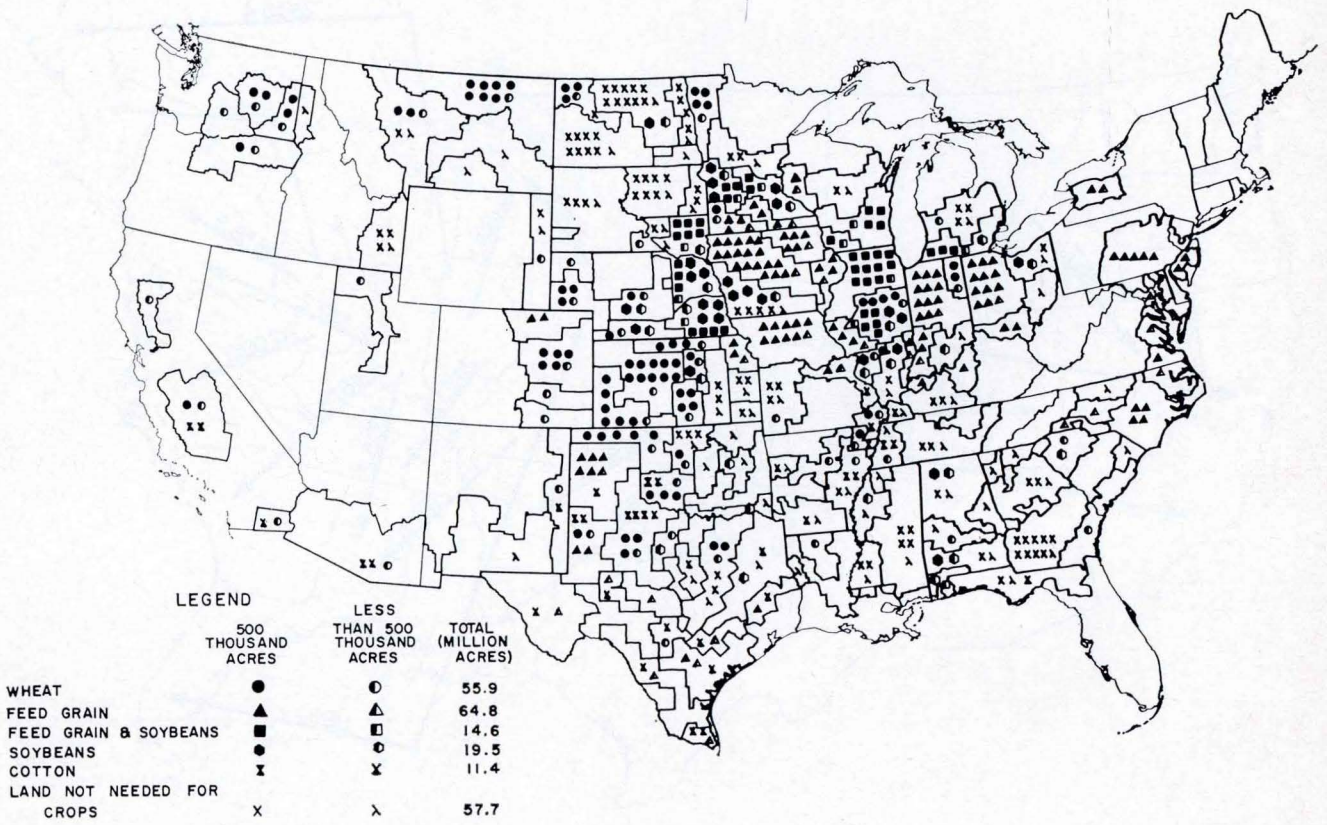 LEGEND
500 THOUSAND ACRES
LESS THAN 500 THOUSAND ACRES
TOTAL (MILLION ACRES)
WHEAT 55.9
FEED GRAIN 64.8
FEED GRAIN & SOYBEANS 14.6
SOYBEANS 19.5
COTTON 11.4
LAND NOT NEEDED FOR
CROPS X λ 57.7